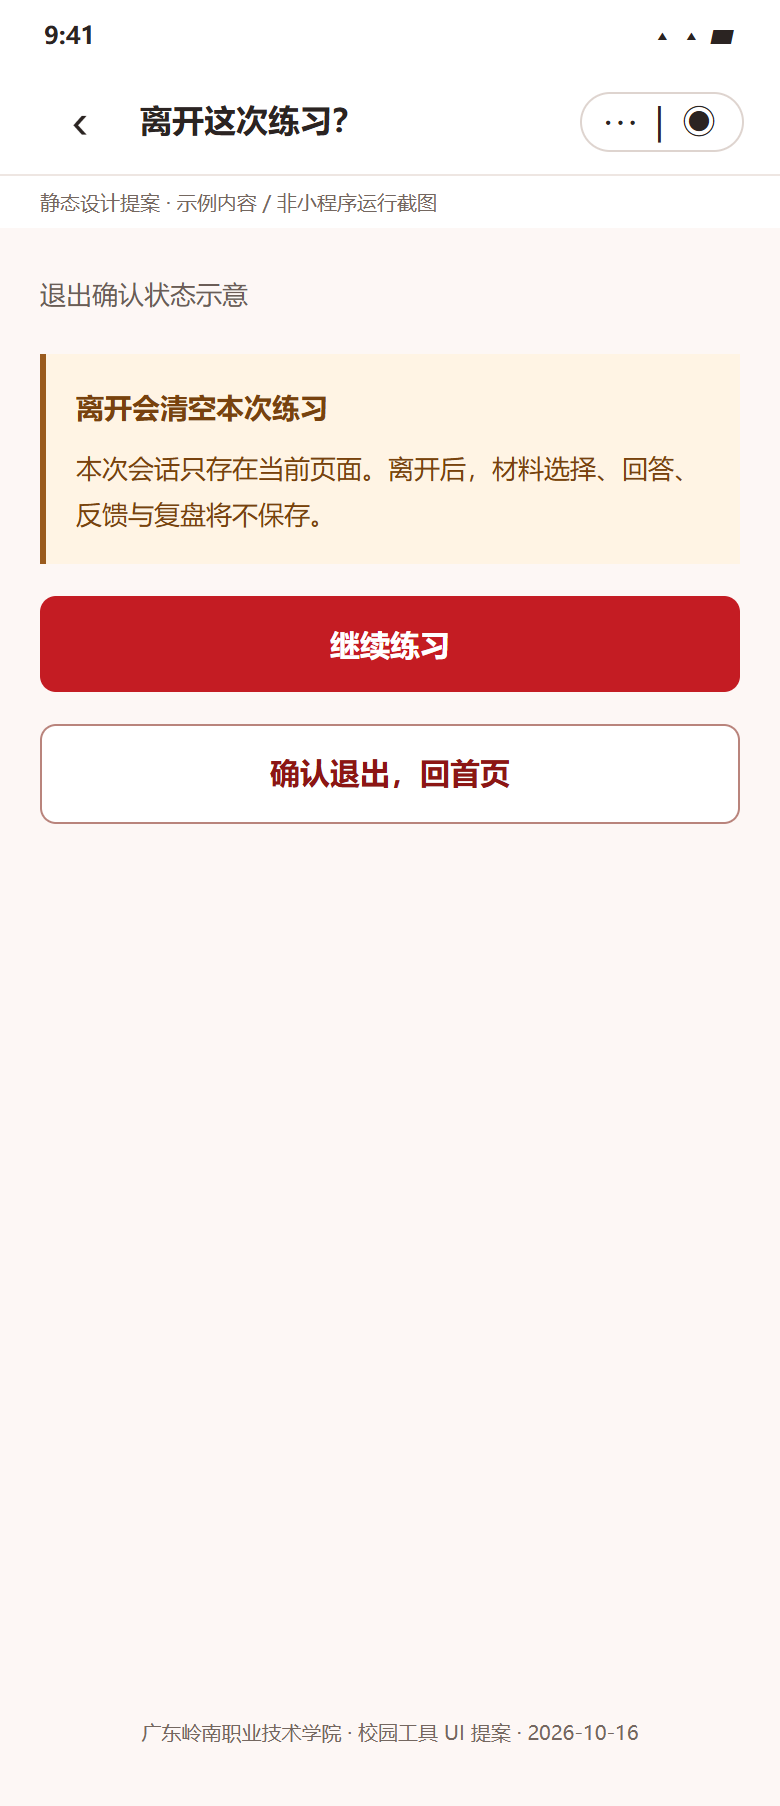 9:41
离开这次练习？
静态设计提案 · 示例内容 / 非小程序运行截图
退出确认状态示意
离开会清空本次练习
本次会话只存在当前页面。离开后，材料选择、回答、
反馈与复盘将不保存。
继续练习
确认退出，回首页
广东岭南职业技术学院 · 校园工具 UI 提案 · 2026-10-16